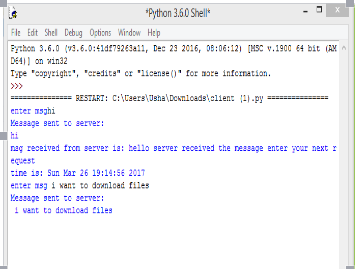 *Python 3.6.0 Shell*
File Edit Shell Debug Options Window Help
Python 3.6.0 (v3.6.0:41df79263a11, Dec 23 2016, 08:06:12) [MSC v.1900 64 bit (AM
D64)] on win32
Type "copyright", "credits" or "license()" for more information.
>>>
=============== RESTART: C:\Users\Usha\Downloads\client (1).py ===============
enter msghi
Message sent to server:
hi
msg received from server is: hello server received the message enter your next r
equest
time is: Sun Mar 26 19:14:56 2017
enter msg i want to download files
Message sent to server:
i want to download files